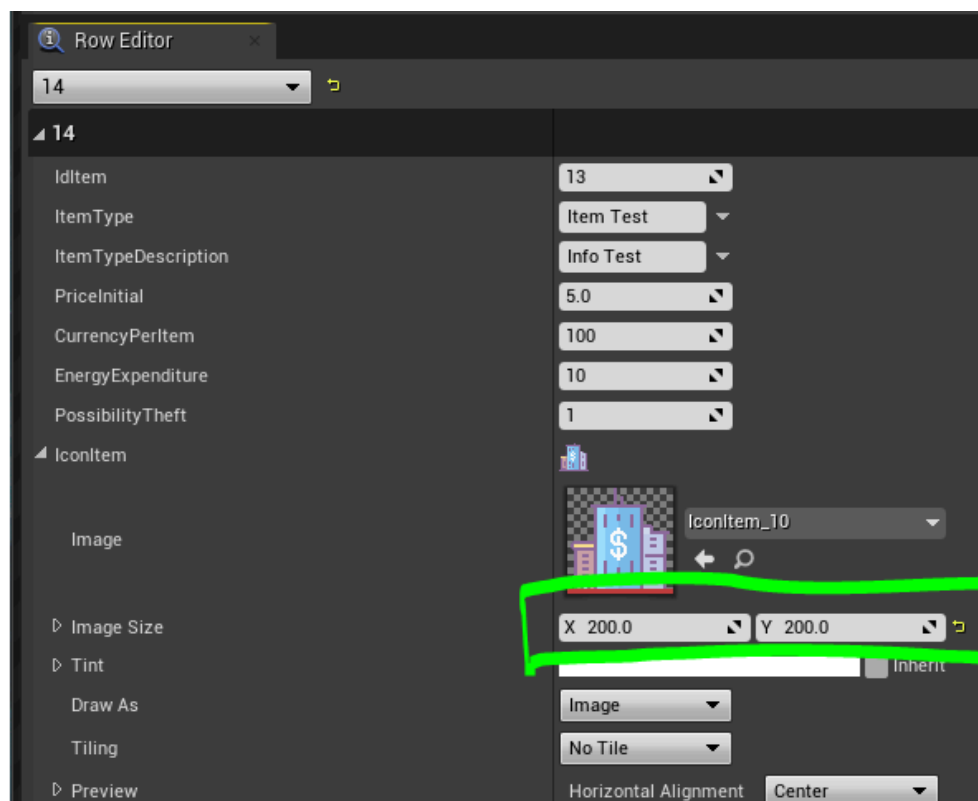 Row Editor
14
14
IdItem 13
ItemType Item Test
ItemTypeDescription Info Test
PriceInitial 5.0
CurrencyPerItem 100
EnergyExpenditure 10
PossibilityTheft 1
IconItem
Image IconItem_10
Image Size X 200.0 Y 200.0
Tint Inherit
Draw As Image
Tiling No Tile
Preview Horizontal Alignment Center